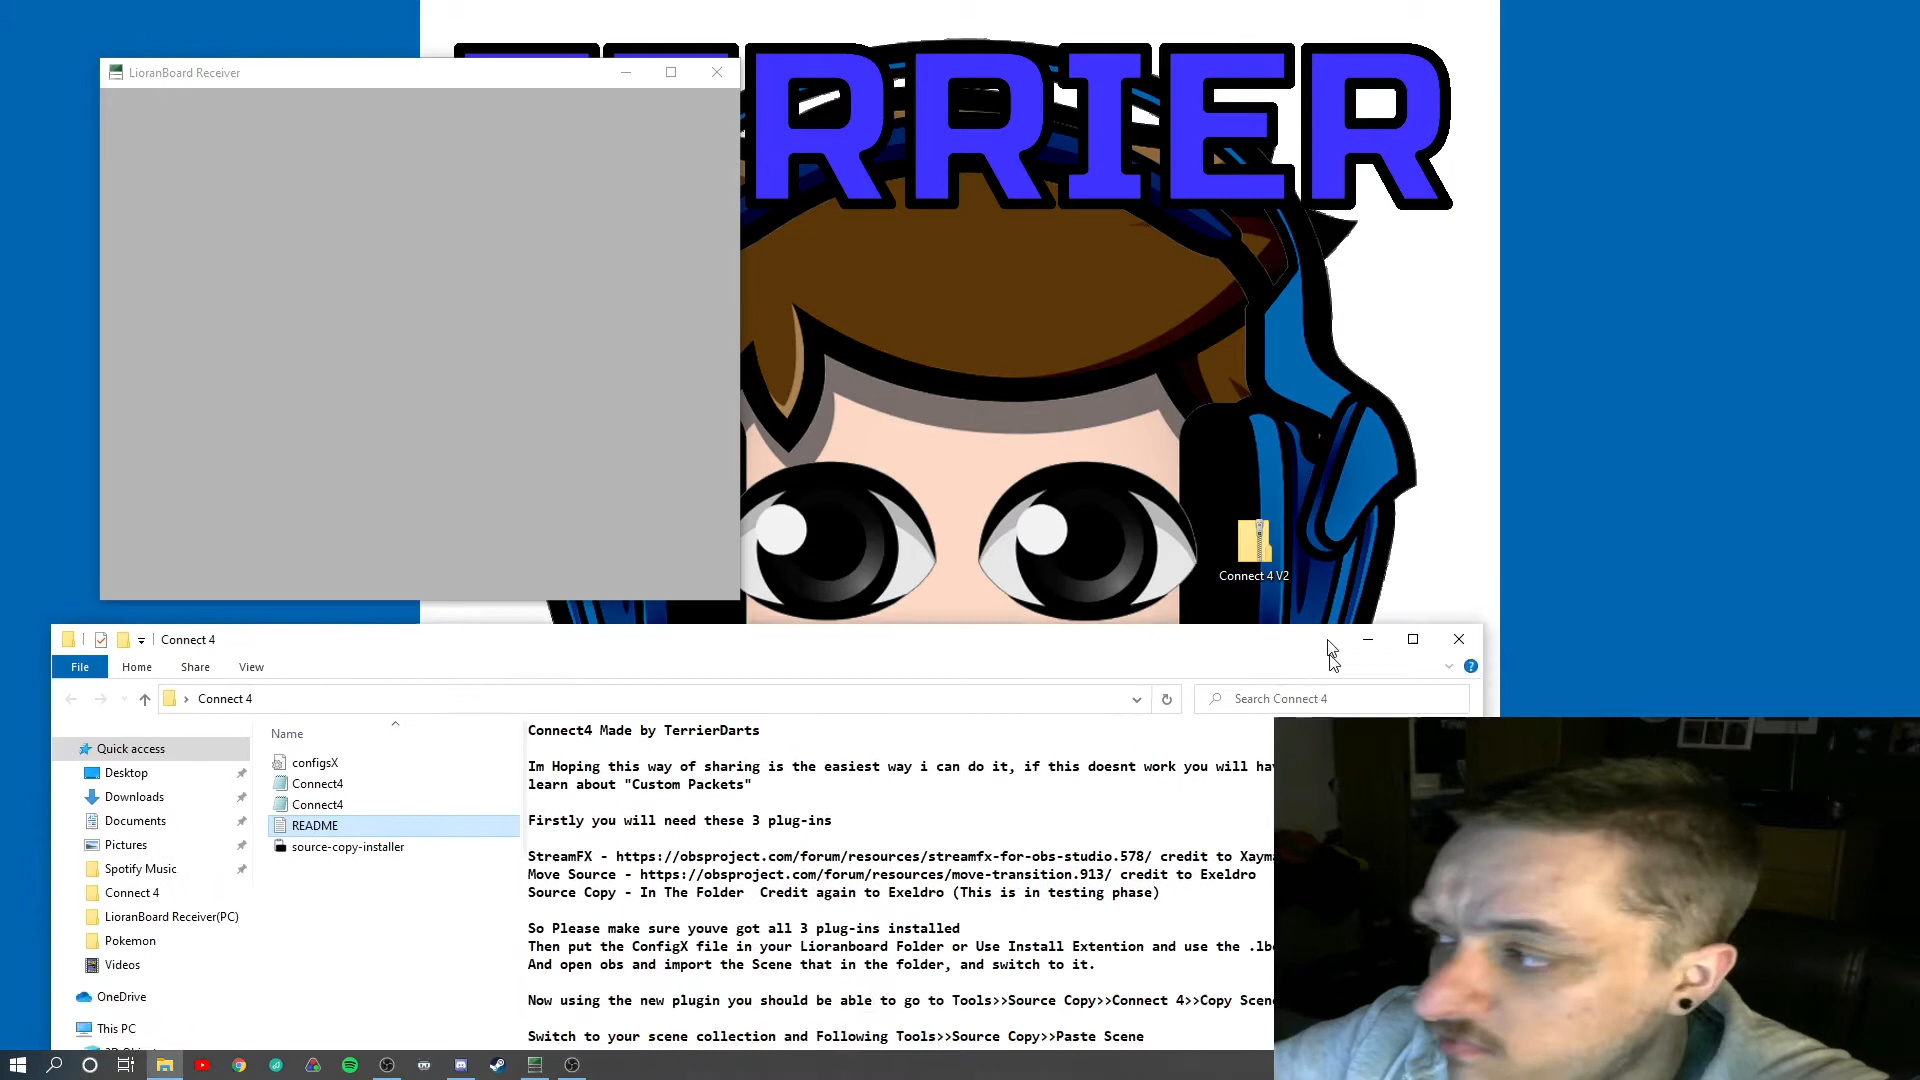 RRIER
LioranBoard Receiver
Connect 4 V2
Connect 4
File
Home
Share
View
Connect 4
Search Connect 4
Quick access
Desktop
Downloads
Documents
Pictures
Spotify Music
Connect 4
LioranBoard Receiver(PC)
Pokemon
Videos
OneDrive
This PC
Name
configsX
Connect4
Connect4
README
source-copy-installer
Connect4 Made by TerrierDarts
Im Hoping this way of sharing is the easiest way i can do it, if this doesnt work you will
learn about "Custom Packets"
Firstly you will need these 3 plug-ins
StreamFX - https://obsproject.com/forum/resources/streamfx-for-obs-studio.578/ credit to
Move Source - https://obsproject.com/forum/resources/move-transition.913/ credit to Exeldro
Source Copy - In The Folder  Credit again to Exeldro (This is in testing phase)
So Please make sure youve got all 3 plug-ins installed
Then put the ConfigX file in your Lioranboard Folder or Use Install Extention and use the
And open obs and import the Scene that in the folder, and switch to it.
Now using the new plugin you should be able to go to Tools>>Source Copy>>Connect 4>>Copy Scene
Switch to your scene collection and Following Tools>>Source Copy>>Paste Scene